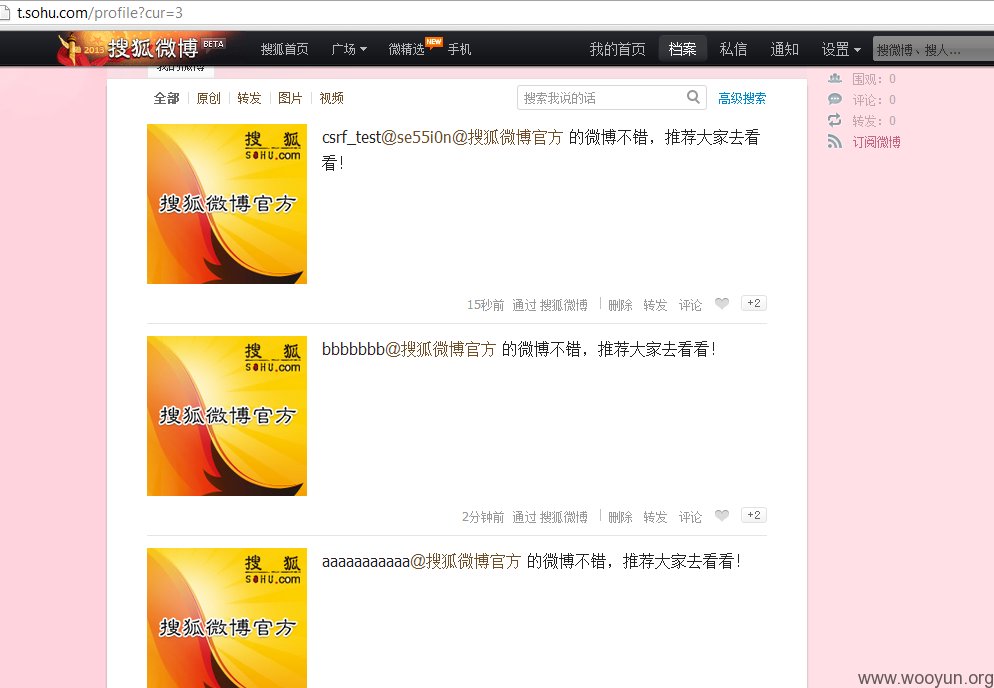 t.sohu.com/profile?cur=3
2013 搜狐微博 BETA 搜狐首页 广场 微精选 NEW 手机 我的首页 档案 私信 通知 设置 搜微博、搜人...
我的微博
全部 原创 转发 图片 视频 搜索我说的话 高级搜索
围观：0
评论：0
转发：0
订阅微博
搜 狐
SOHU.com
搜狐微博官方
csrf_test@se55i0n@搜狐微博官方 的微博不错，推荐大家去看
看！
15秒前 通过 搜狐微博 删除 转发 评论 +2
搜 狐
SOHU.com
搜狐微博官方
bbbbbbb@搜狐微博官方 的微博不错，推荐大家去看看！
2分钟前 通过 搜狐微博 删除 转发 评论 +2
搜 狐
SOHU.com
搜狐微博官方
aaaaaaaaaaa@搜狐微博官方 的微博不错，推荐大家去看看！
www.wooyun.org